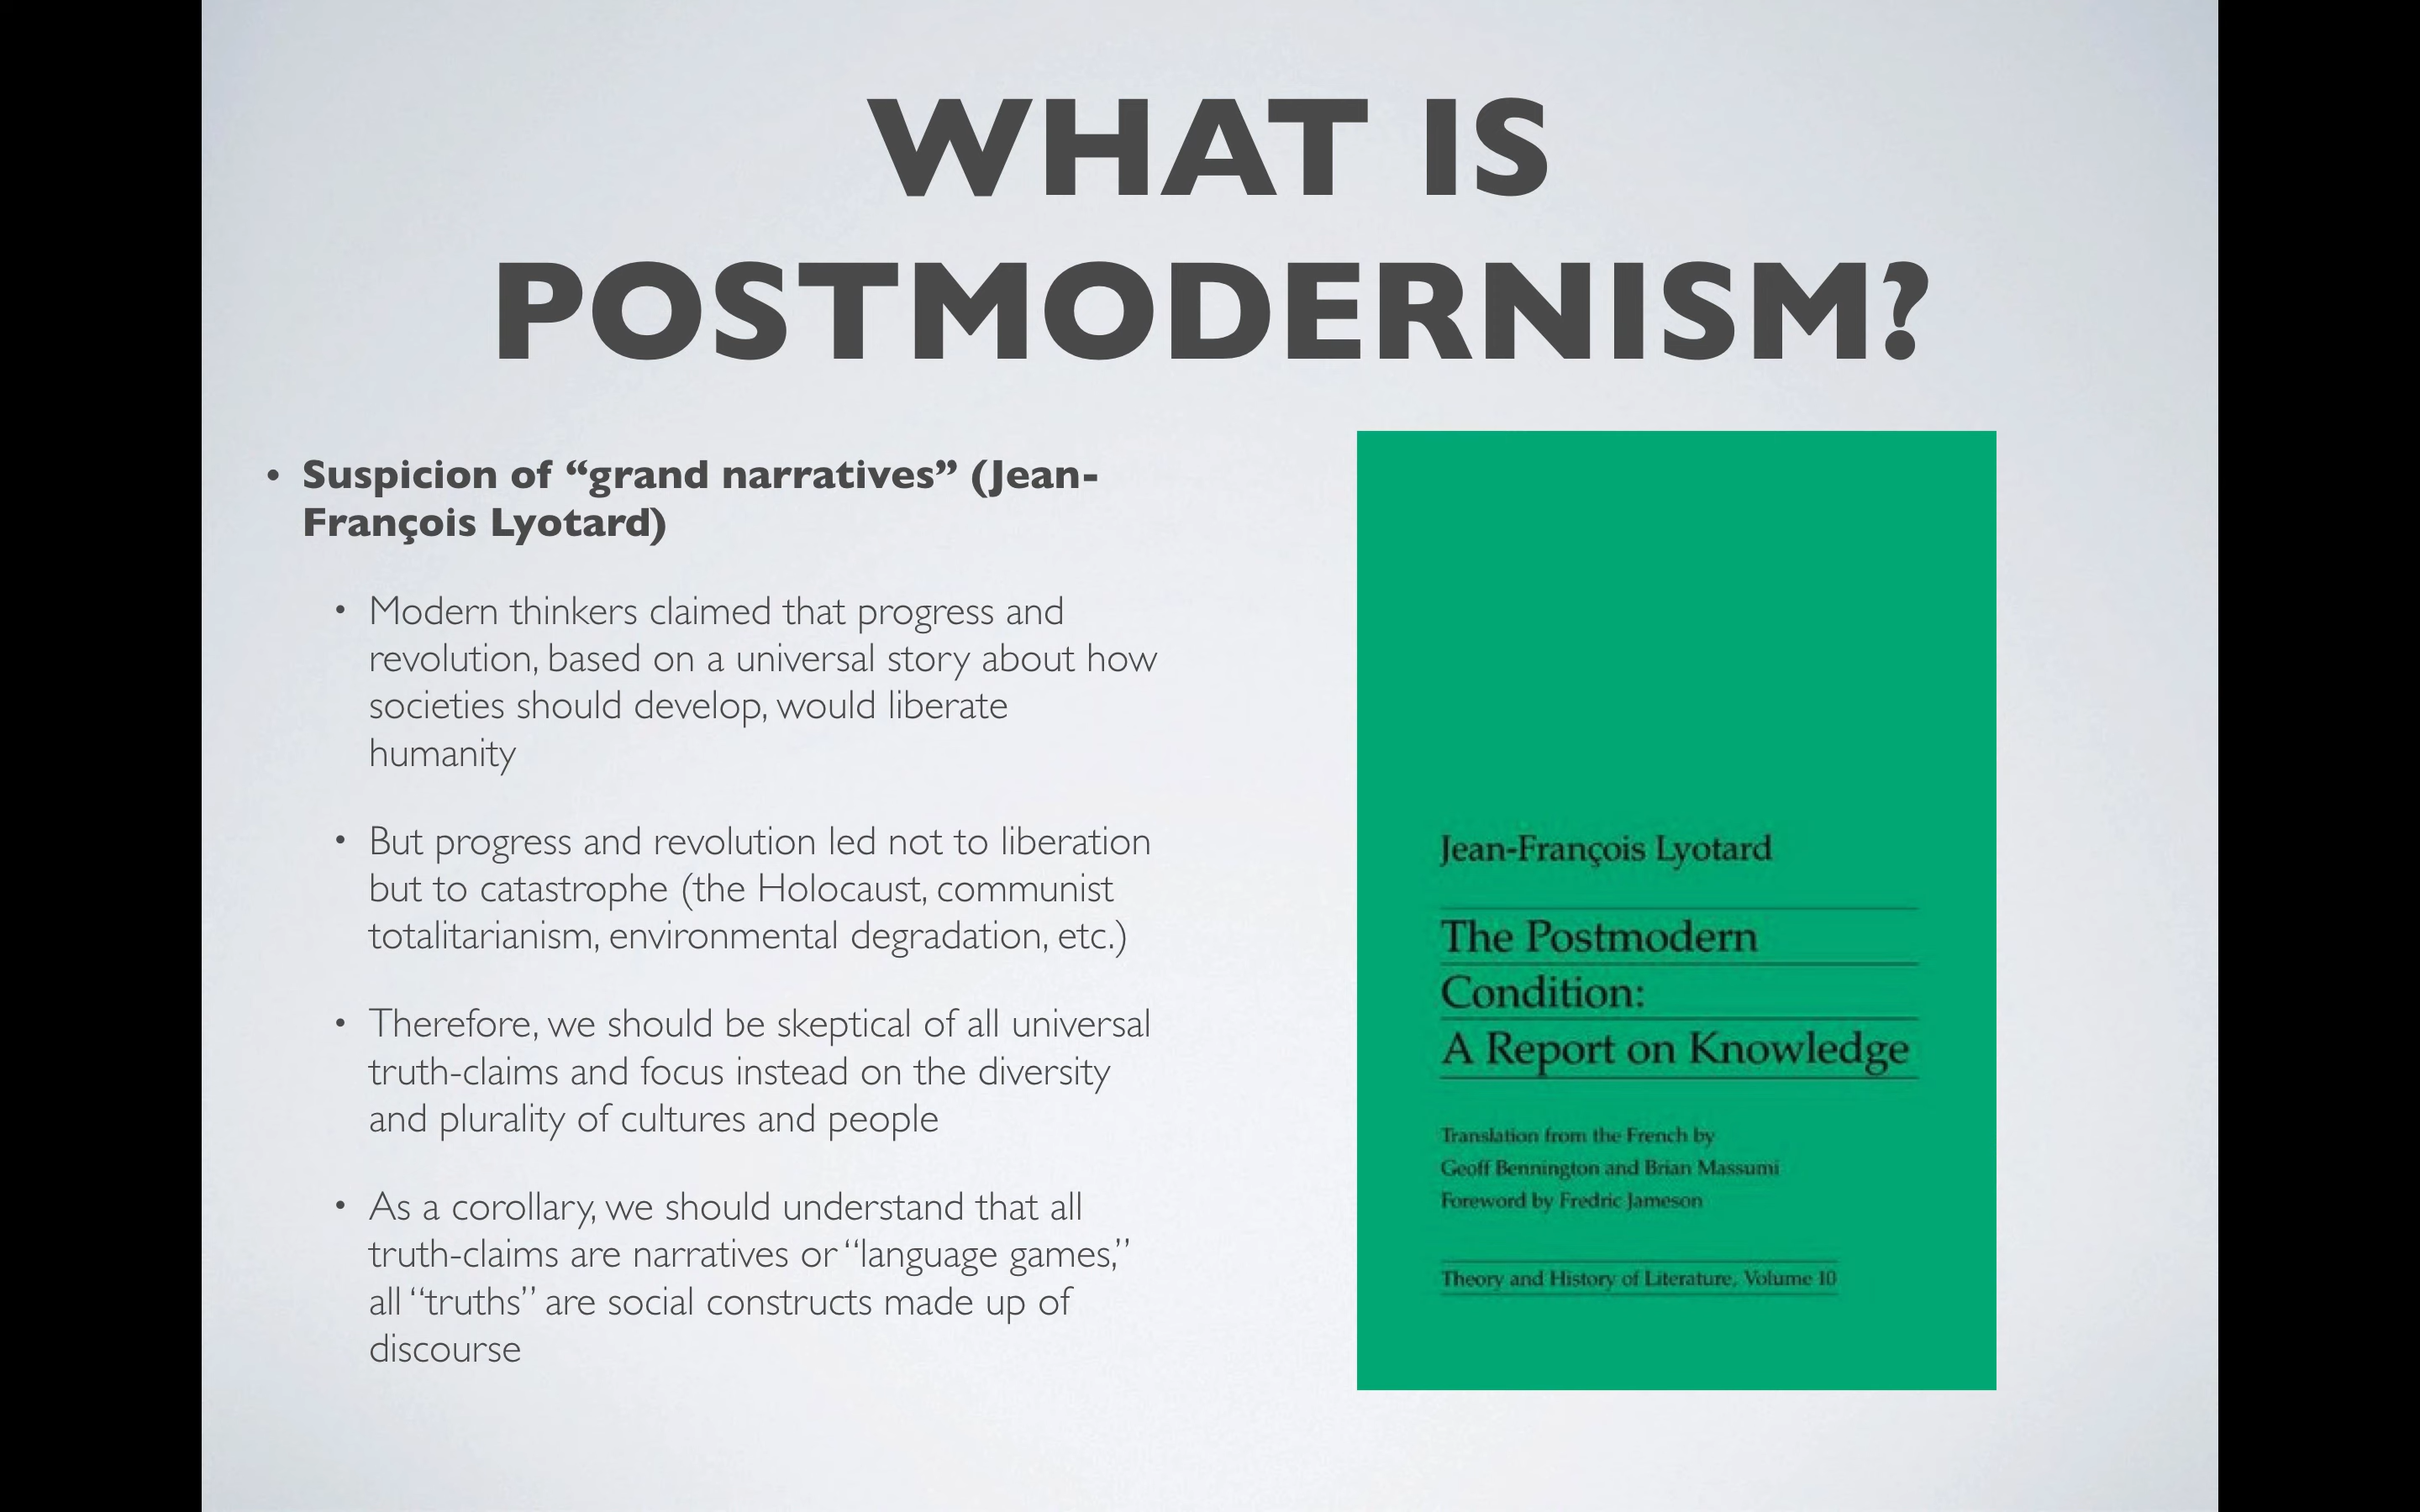 WHAT IS
POSTMODERNISM?
• Suspicion of “grand narratives” (Jean-
François Lyotard)
• Modern thinkers claimed that progress and
revolution, based on a universal story about how
societies should develop, would liberate
humanity
• But progress and revolution led not to liberation
but to catastrophe (the Holocaust, communist
totalitarianism, environmental degradation, etc.)
• Therefore, we should be skeptical of all universal
truth-claims and focus instead on the diversity
and plurality of cultures and people
• As a corollary, we should understand that all
truth-claims are narratives or “language games,”
all “truths” are social constructs made up of
discourse
Jean-François Lyotard
The Postmodern
Condition:
A Report on Knowledge
Translation from the French by
Geoff Bennington and Brian Massumi
Foreword by Fredric Jameson
Theory and History of Literature, Volume 10